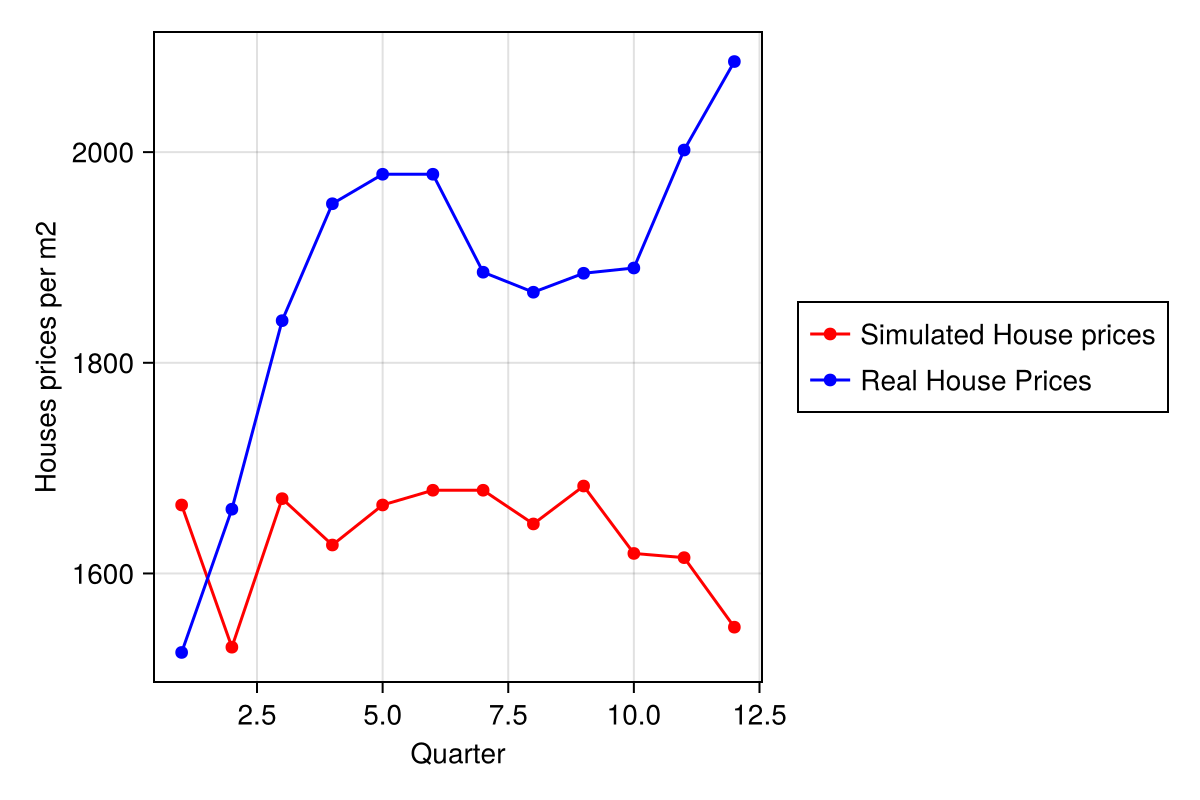 2000
1800
1600
Houses prices per m2
2.5 5.0 7.5 10.0 12.5
Quarter
Simulated House prices
Real House Prices